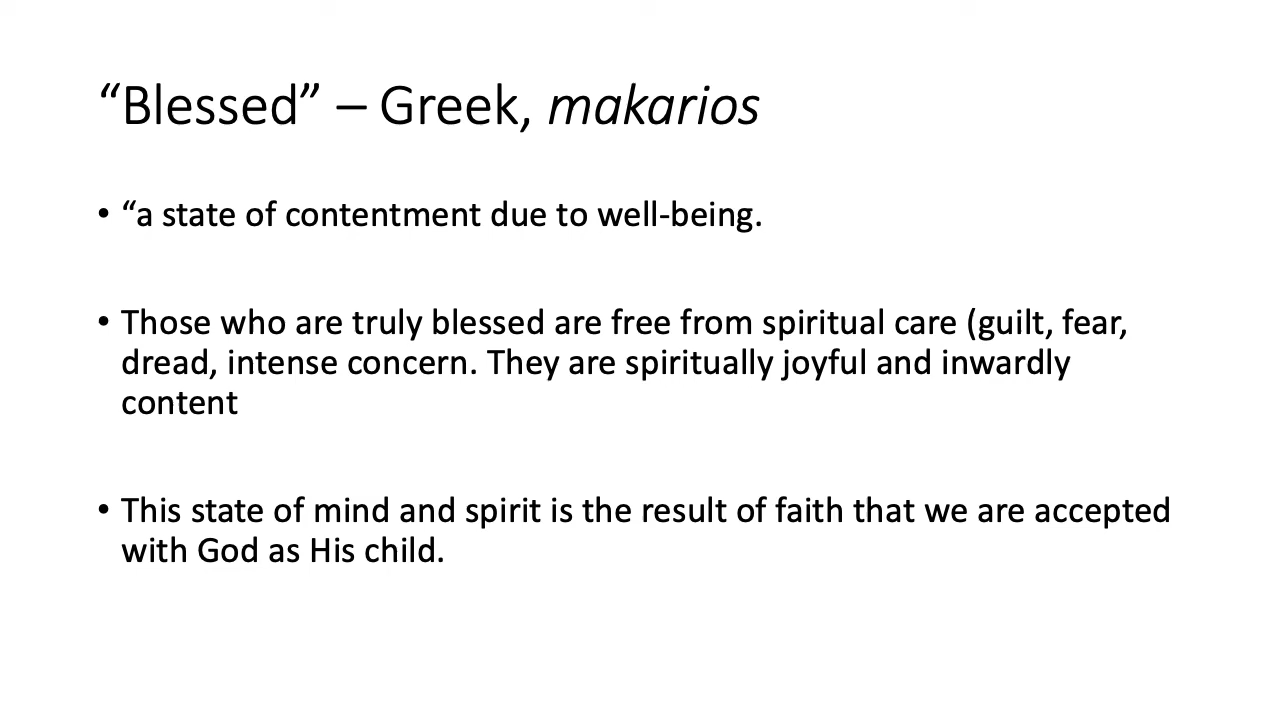 “Blessed” – Greek, makarios
• “a state of contentment due to well-being.
• Those who are truly blessed are free from spiritual care (guilt, fear,
dread, intense concern. They are spiritually joyful and inwardly
content
• This state of mind and spirit is the result of faith that we are accepted
with God as His child.